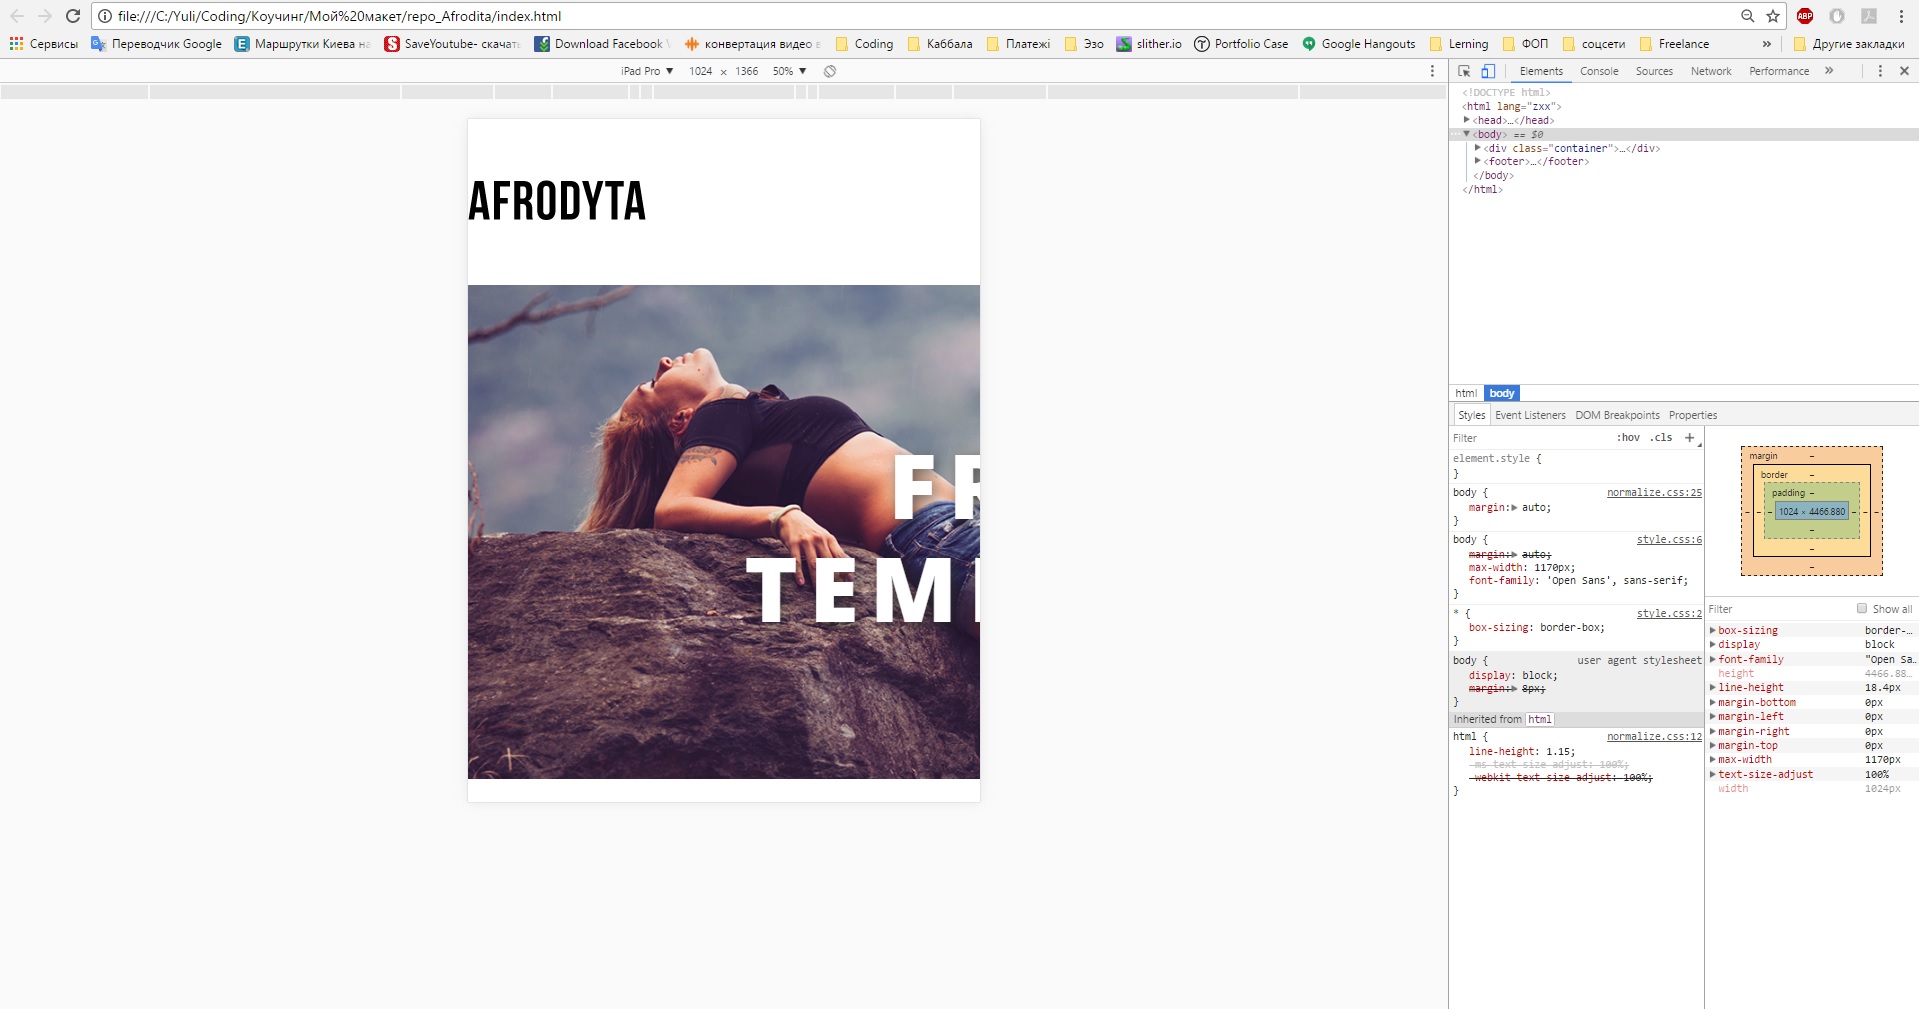 file:///C:/Yuli/Coding/Коучинг/Мой%20макет/repo_Afrodita/index.html
ABP
Сервисы Переводчик Google Маршрутки Киева на SaveYoutube- скачать Download Facebook конвертация видео в Coding Каббала Платежі Эзо slither.io Portfolio Case Google Hangouts Lerning ФОП соцсети Freelance » Другие закладки
iPad Pro ▼ 1024 × 1366 50% ▼
AFRODYTA
FR
TEM
Elements Console Sources Network Performance »
<!DOCTYPE html>
<html lang="zxx">
<head>…</head>
<body> == $0
<div class="container">…</div>
<footer>…</footer>
</body>
</html>
html body
Styles Event Listeners DOM Breakpoints Properties
Filter :hov .cls +
element.style {
}
body { normalize.css:25
margin: auto;
}
body { style.css:6
margin: auto;
max-width: 1170px;
font-family: 'Open Sans', sans-serif;
}
* { style.css:2
box-sizing: border-box;
}
body { user agent stylesheet
display: block;
margin: 8px;
}
Inherited from html
html { normalize.css:12
line-height: 1.15;
-ms-text-size-adjust: 100%;
-webkit-text-size-adjust: 100%;
}
margin –
border –
padding –
– – – 1024 × 4466.880 – – –
–
–
–
Filter Show all
box-sizing border-…
display block
font-family "Open Sa…
height 4466.88…
line-height 18.4px
margin-bottom 0px
margin-left 0px
margin-right 0px
margin-top 0px
max-width 1170px
text-size-adjust 100%
width 1024px